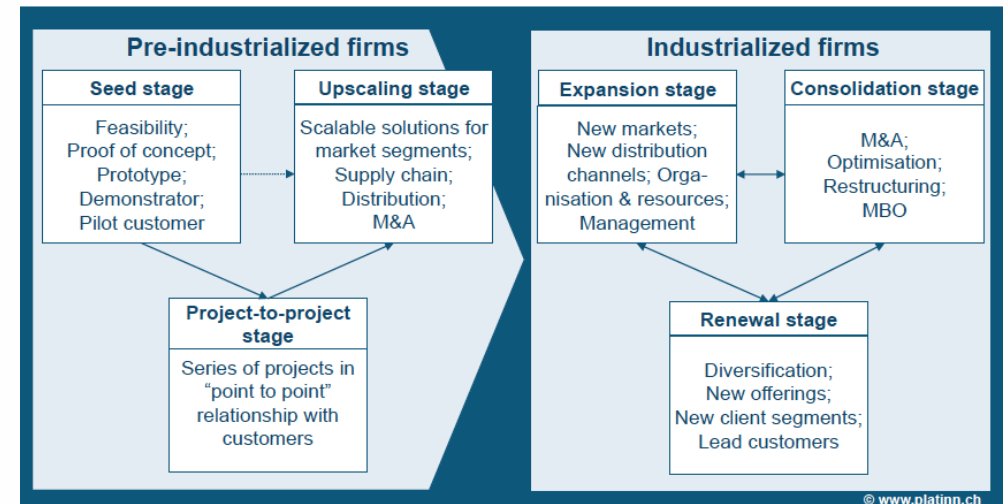 Pre-industrialized firms
Seed stage
Feasibility;
Proof of concept;
Prototype;
Demonstrator;
Pilot customer
Upscaling stage
Scalable solutions for
market segments;
Supply chain;
Distribution;
M&A
Project-to-project
stage
Series of projects in
“point to point”
relationship with
customers
Industrialized firms
Expansion stage
New markets;
New distribution
channels; Orga-
nisation & resources;
Management
Consolidation stage
M&A;
Optimisation;
Restructuring;
MBO
Renewal stage
Diversification;
New offerings;
New client segments;
Lead customers
© www.platinn.ch